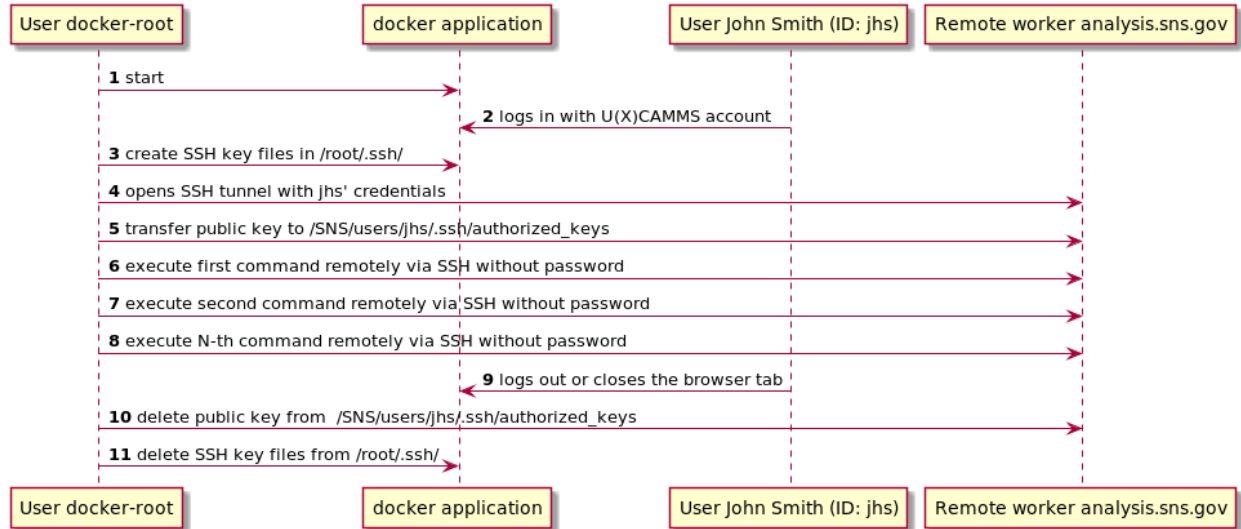 User docker-root
docker application
User John Smith (ID: jhs)
Remote worker analysis.sns.gov
1 start
2 logs in with U(X)CAMMS account
3 create SSH key files in /root/.ssh/
4 opens SSH tunnel with jhs' credentials
5 transfer public key to /SNS/users/jhs/.ssh/authorized_keys
6 execute first command remotely via SSH without password
7 execute second command remotely via SSH without password
8 execute N-th command remotely via SSH without password
9 logs out or closes the browser tab
10 delete public key from /SNS/users/jhs/.ssh/authorized_keys
11 delete SSH key files from /root/.ssh/
User docker-root
docker application
User John Smith (ID: jhs)
Remote worker analysis.sns.gov